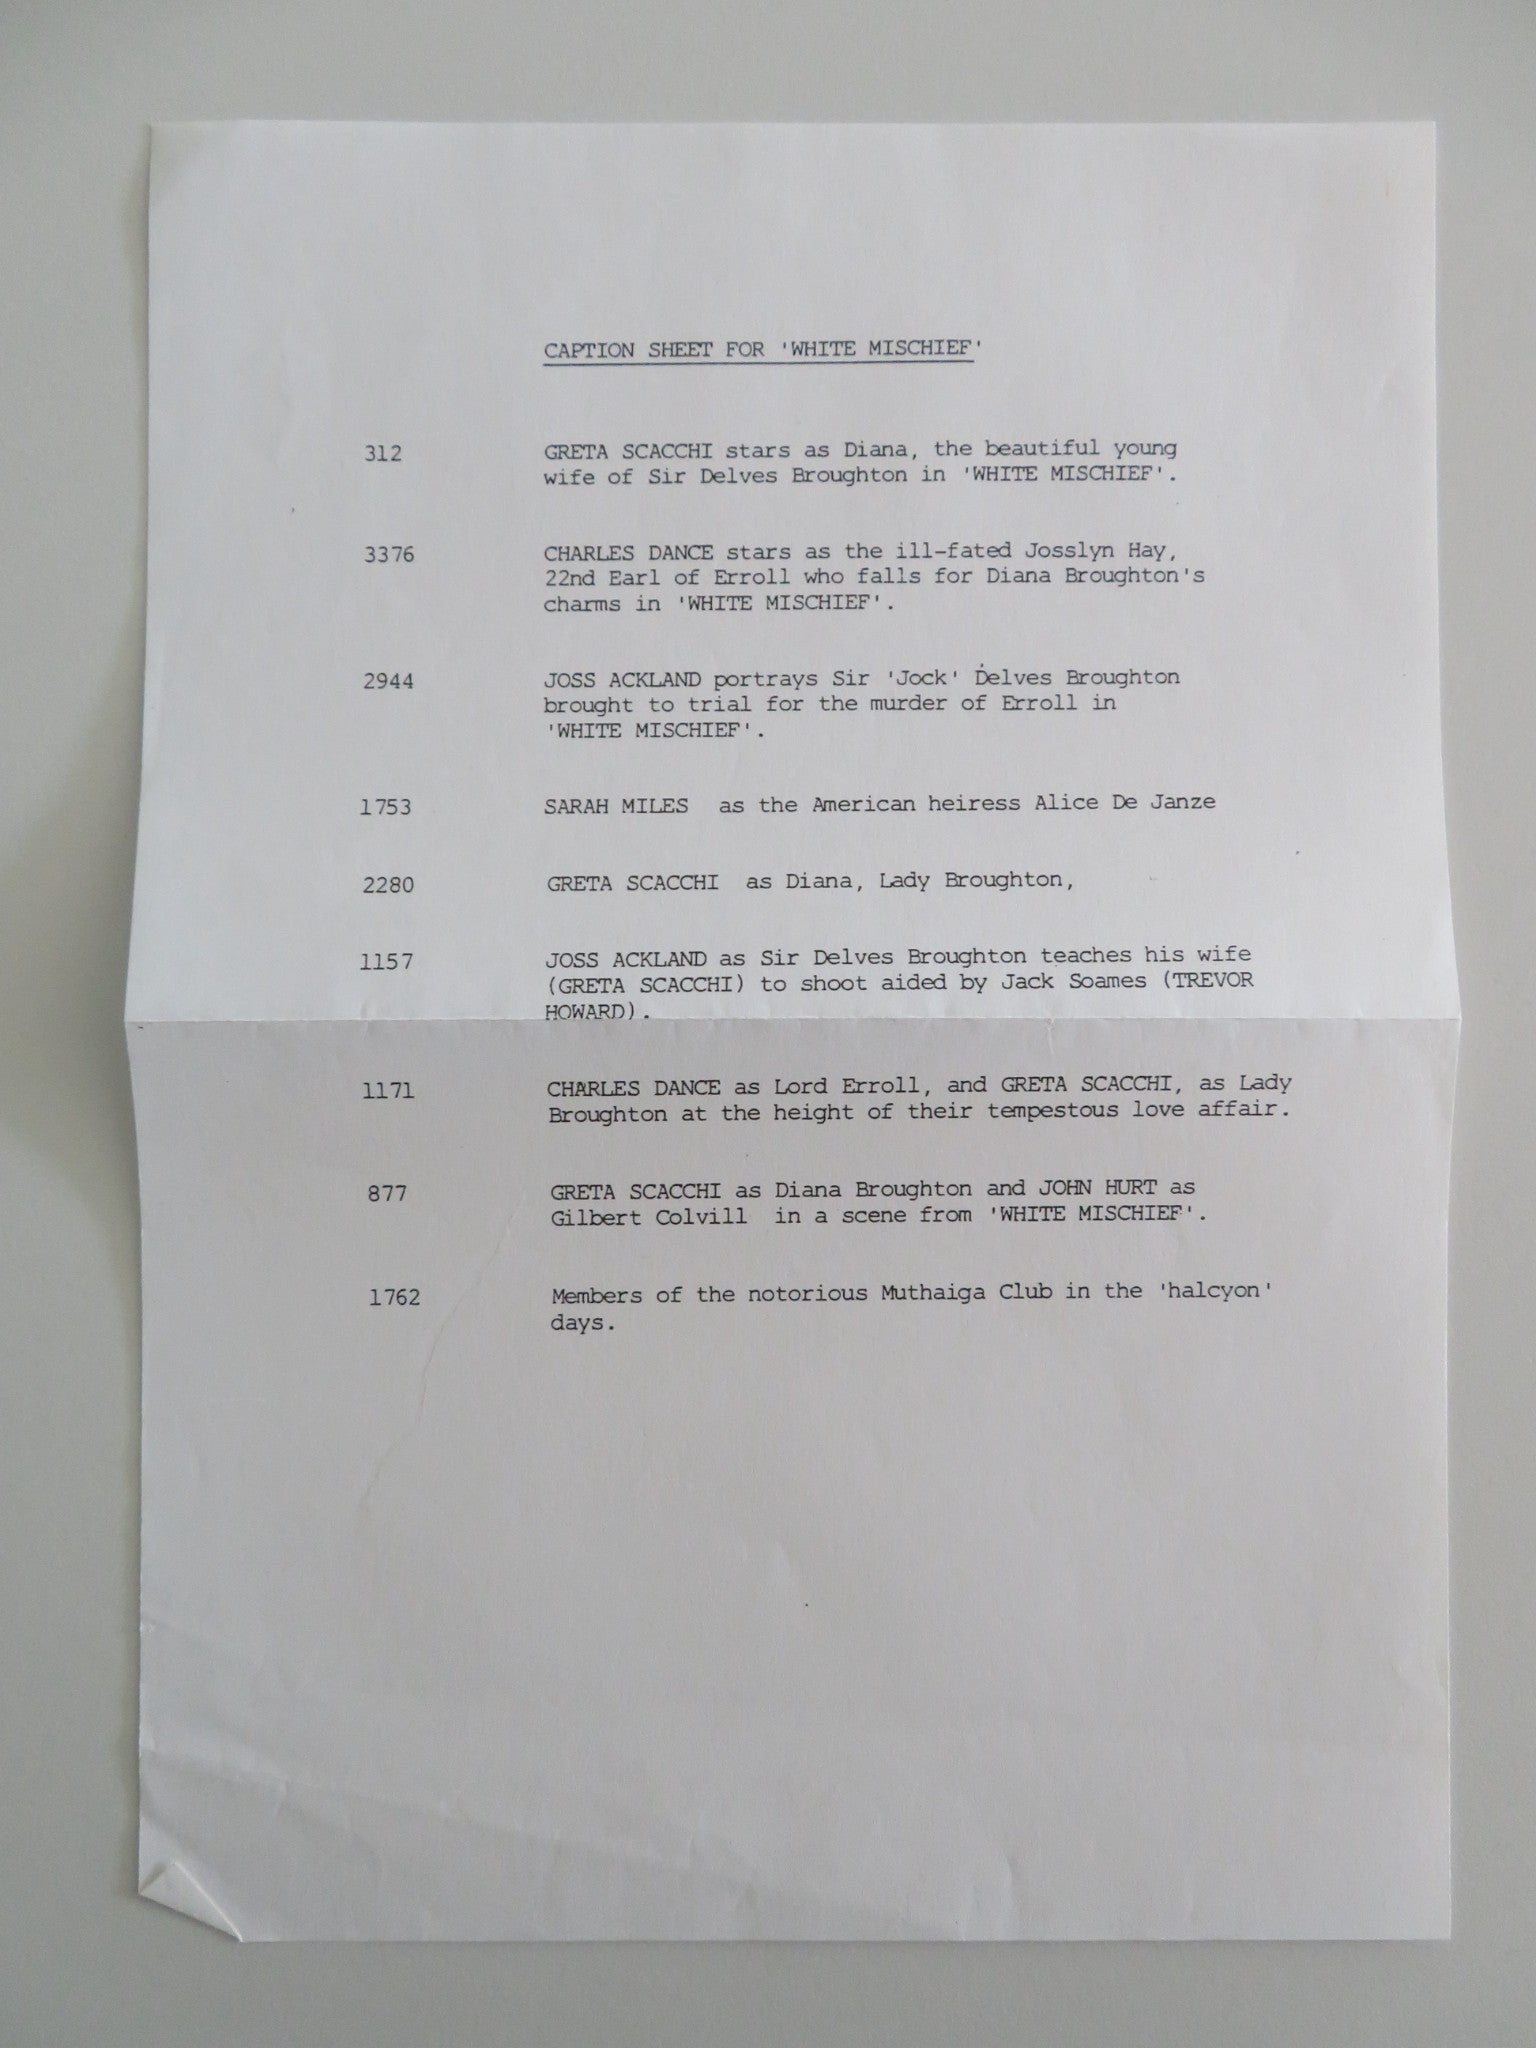 CAPTION SHEET FOR 'WHITE MISCHIEF'
312 GRETA SCACCHI stars as Diana, the beautiful young
wife of Sir Delves Broughton in 'WHITE MISCHIEF'.
3376 CHARLES DANCE stars as the ill-fated Josslyn Hay,
22nd Earl of Erroll who falls for Diana Broughton's
charms in 'WHITE MISCHIEF'.
2944 JOSS ACKLAND portrays Sir 'Jock' Delves Broughton
brought to trial for the murder of Erroll in
'WHITE MISCHIEF'.
1753 SARAH MILES as the American heiress Alice De Janze
2280 GRETA SCACCHI as Diana, Lady Broughton,
1157 JOSS ACKLAND as Sir Delves Broughton teaches his wife
(GRETA SCACCHI) to shoot aided by Jack Soames (TREVOR
HOWARD).
1171 CHARLES DANCE as Lord Erroll, and GRETA SCACCHI, as Lady
Broughton at the height of their tempestous love affair.
877 GRETA SCACCHI as Diana Broughton and JOHN HURT as
Gilbert Colvill in a scene from 'WHITE MISCHIEF'.
1762 Members of the notorious Muthaiga Club in the 'halcyon'
days.